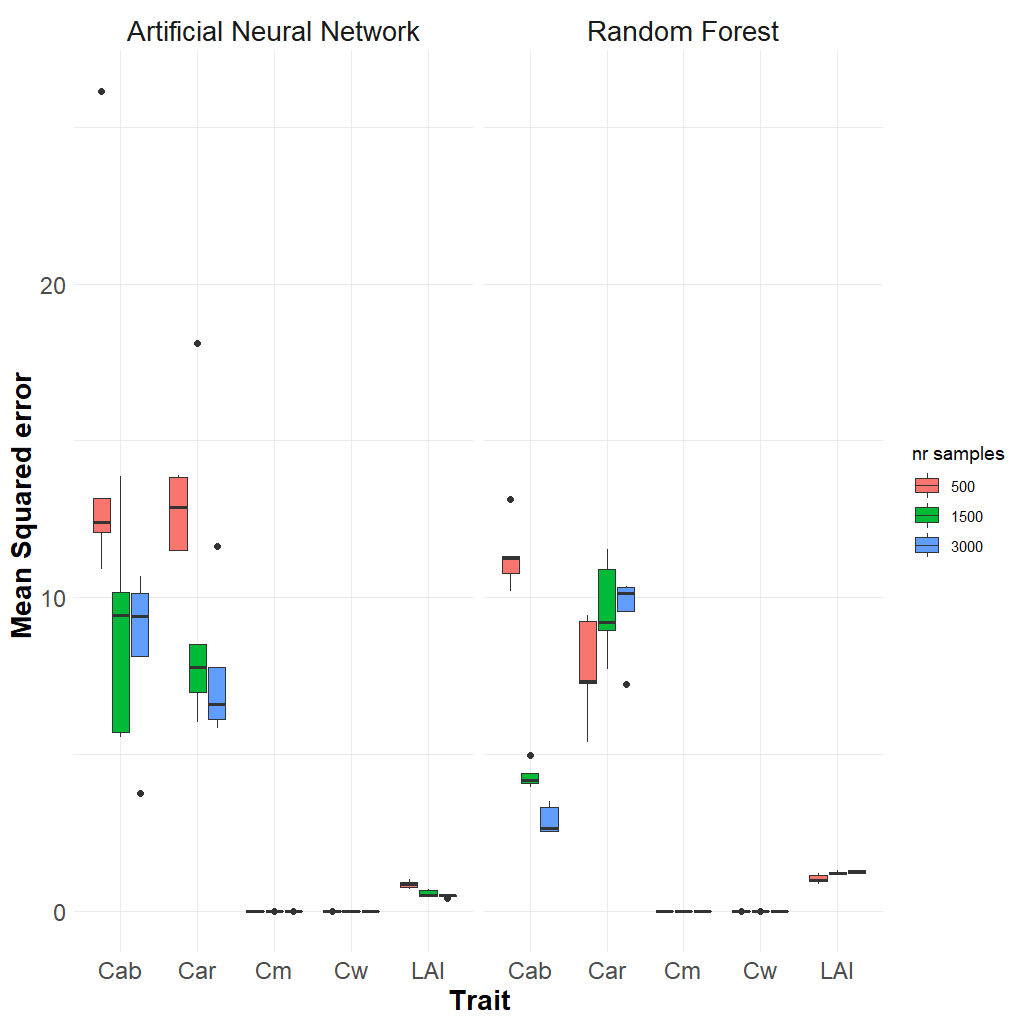 Artificial Neural Network
Random Forest
Mean Squared error
20
10
0
Cab Car Cm Cw LAI
Cab Car Cm Cw LAI
Trait
nr samples
500
1500
3000